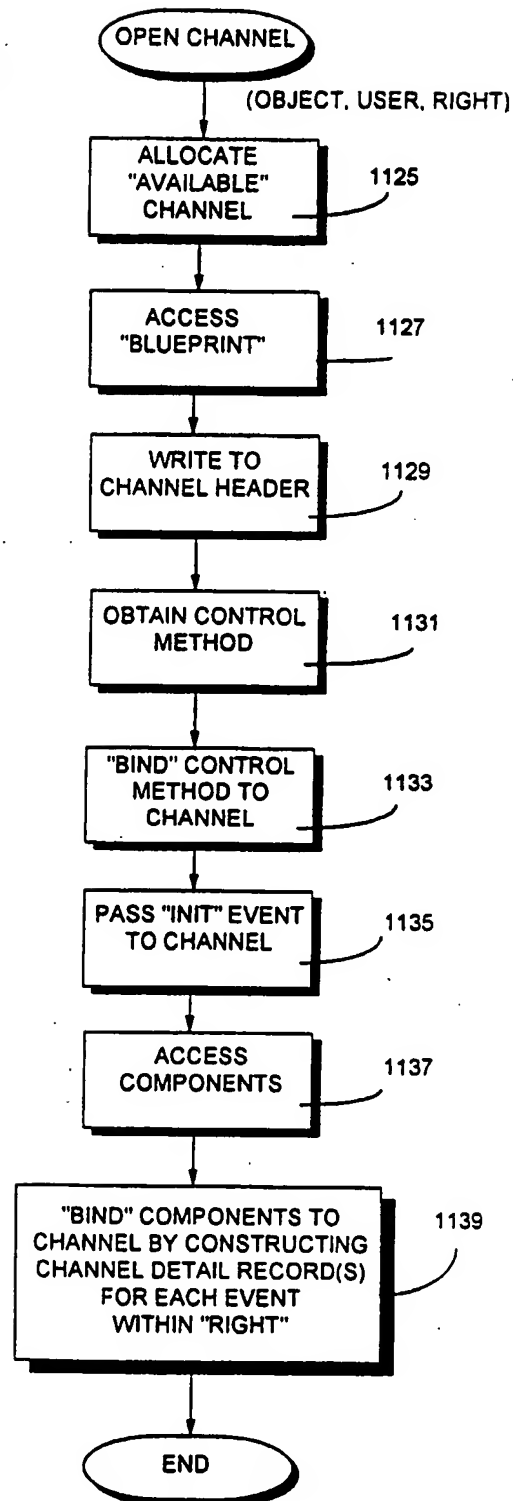 OPEN CHANNEL
(OBJECT, USER, RIGHT)
ALLOCATE
"AVAILABLE"
CHANNEL
1125
ACCESS
"BLUEPRINT"
1127
WRITE TO
CHANNEL HEADER
1129
OBTAIN CONTROL
METHOD
1131
"BIND" CONTROL
METHOD TO
CHANNEL
1133
PASS "INIT" EVENT
TO CHANNEL
1135
ACCESS
COMPONENTS
1137
"BIND" COMPONENTS TO
CHANNEL BY CONSTRUCTING
CHANNEL DETAIL RECORD(S)
FOR EACH EVENT
WITHIN "RIGHT"
1139
END